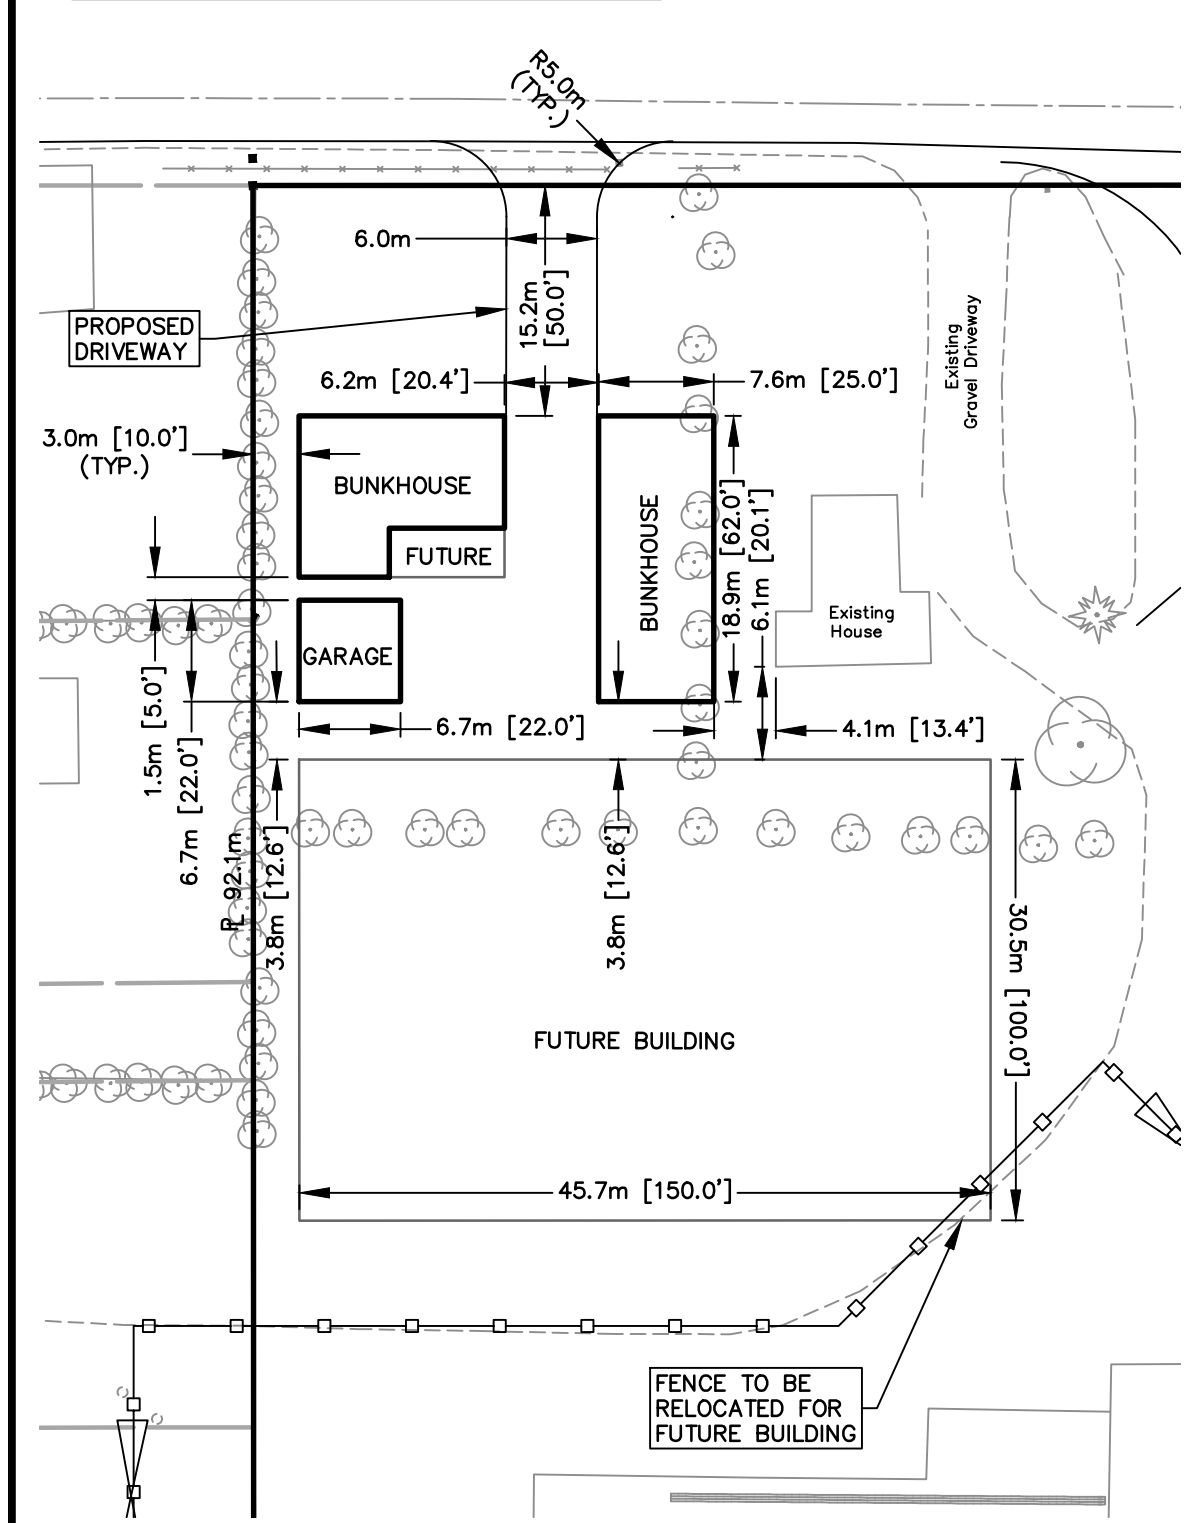 R5.0m
(TYP.)
6.0m
15.2m
[50.0']
PROPOSED
DRIVEWAY
6.2m [20.4']
7.6m [25.0']
Existing
Gravel Driveway
3.0m [10.0']
(TYP.)
BUNKHOUSE
FUTURE
BUNKHOUSE
18.9m [62.0']
6.1m [20.1']
Existing
House
GARAGE
1.5m [5.0']
6.7m [22.0']
6.7m [22.0']
4.1m [13.4']
PL 92.1m
3.8m [12.6']
3.8m [12.6']
30.5m [100.0']
FUTURE BUILDING
45.7m [150.0']
FENCE TO BE
RELOCATED FOR
FUTURE BUILDING